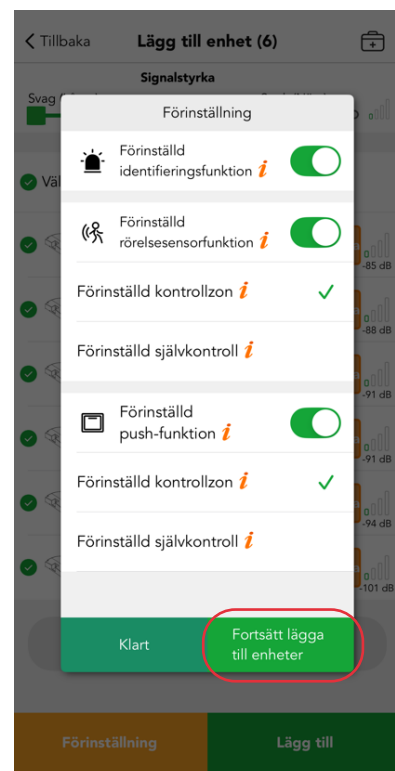 Tillbaka Lägg till enhet (6)
Signalstyrka
Svag
Förinställning
Förinställd
identifieringsfunktion i
Väl
Förinställd
rörelsesensorfunktion i
-85 dB
Förinställd kontrollzon i
-88 dB
Förinställd självkontroll i
-91 dB
Förinställd
push-funktion i
-91 dB
Förinställd kontrollzon i
-94 dB
Förinställd självkontroll i
-101 dB
Klart
Fortsätt lägga
till enheter
Förinställning Lägg till